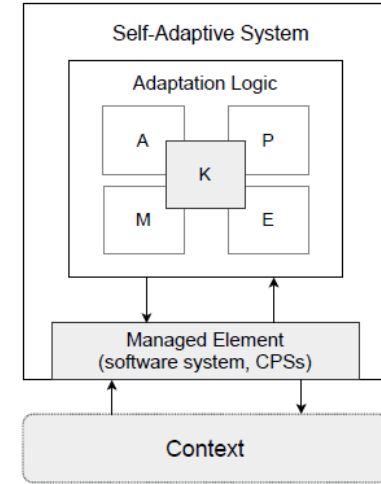 Self-Adaptive System
Adaptation Logic
A
P
K
M
E
Managed Element
(software system, CPSs)
Context